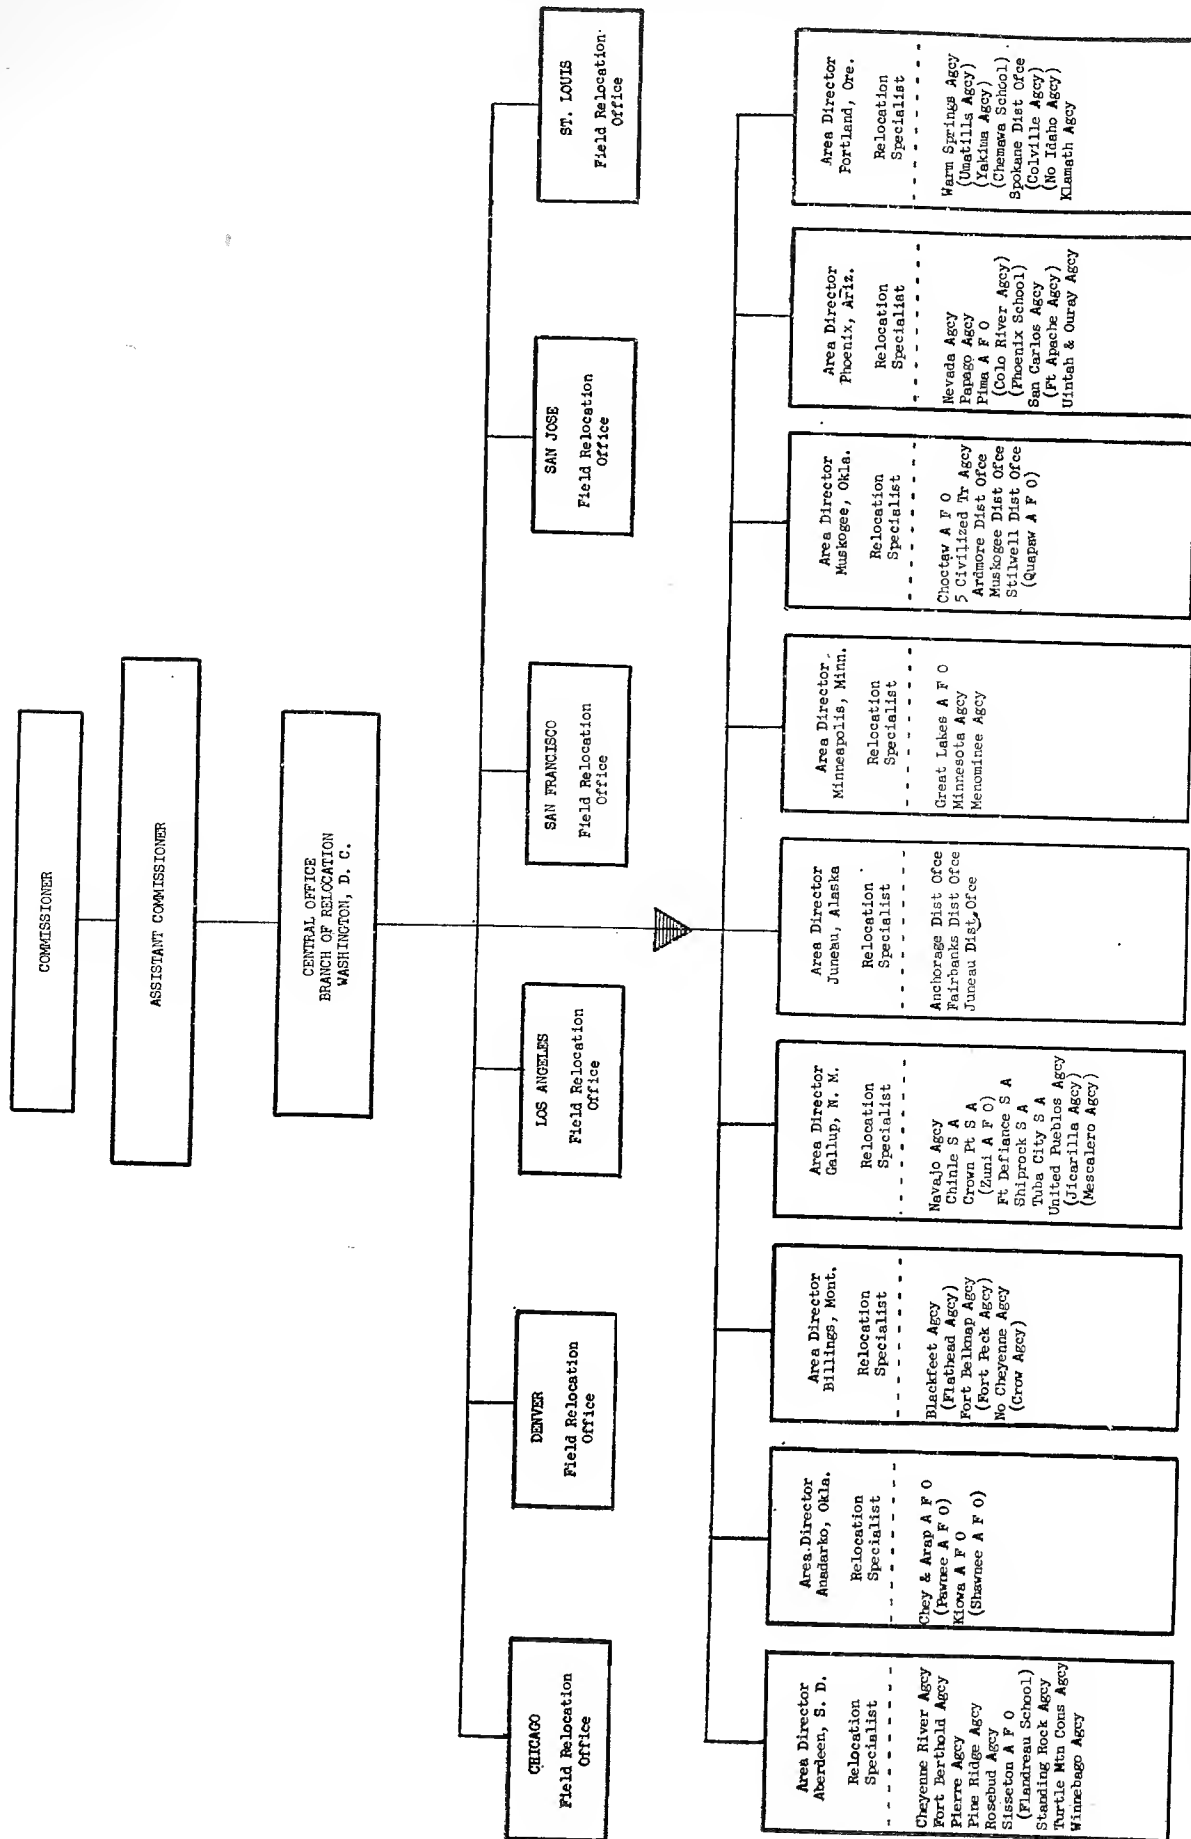 COMMISSIONER
ASSISTANT COMMISSIONER
CENTRAL OFFICE
BRANCH OF RELOCATION
WASHINGTON, D. C.
CHICAGO
Field Relocation
Office
DENVER
Field Relocation
Office
LOS ANGELES
Field Relocation
Office
SAN FRANCISCO
Field Relocation
Office
SAN JOSE
Field Relocation
Office
ST. LOUIS
Field Relocation
Office
Area Director
Aberdeen, S. D.
Relocation
Specialist
Cheyenne River Agcy
Fort Berthold Agcy
Pierre Agcy
Pine Ridge Agcy
Rosebud Agcy
Sisseton A F O
(Flandreau School)
Standing Rock Agcy
Turtle Mtn Cons Agcy
Winnebago Agcy
Area Director
Anadarko, Okla.
Relocation
Specialist
Chey & Arap A F O
(Pawnee A F O)
Kiowa A F O
(Shawnee A F O)
Area Director
Billings, Mont.
Relocation
Specialist
Blackfeet Agcy
(Flathead Agcy)
Fort Belknap Agcy
(Fort Peck Agcy)
No Cheyenne Agcy
(Crow Agcy)
Area Director
Gallup, N. M.
Relocation
Specialist
Navajo Agcy
Chinle S A
Crown Pt S A
(Zuni A F O)
Ft Defiance S A
Shiprock S A
Tuba City S A
United Pueblos Agcy
(Jicarilla Agcy)
(Mescalero Agcy)
Area Director
Juneau, Alaska
Relocation
Specialist
Anchorage Dist Ofce
Fairbanks Dist Ofce
Juneau Dist Ofce
Area Director
Minneapolis, Minn.
Relocation
Specialist
Great Lakes A F O
Minnesota Agcy
Menominee Agcy
Area Director
Muskogee, Okla.
Relocation
Specialist
Choctaw A F O
5 Civilized Tr Agcy
Ardmore Dist Ofce
Muskogee Dist Ofce
Stilwell Dist Ofce
(Quapaw A F O)
Area Director
Phoenix, Ariz.
Relocation
Specialist
Nevada Agcy
Papago Agcy
Pima A F O
(Colo River Agcy)
(Phoenix School)
San Carlos Agcy
(Ft Apache Agcy)
Uintah & Ouray Agcy
Area Director
Portland, Ore.
Relocation
Specialist
Warm Springs Agcy
(Umatilla Agcy)
(Yakima Agcy)
(Chemawa School)
Spokane Dist Ofce
(Colville Agcy)
(No Idaho Agcy)
Klamath Agcy